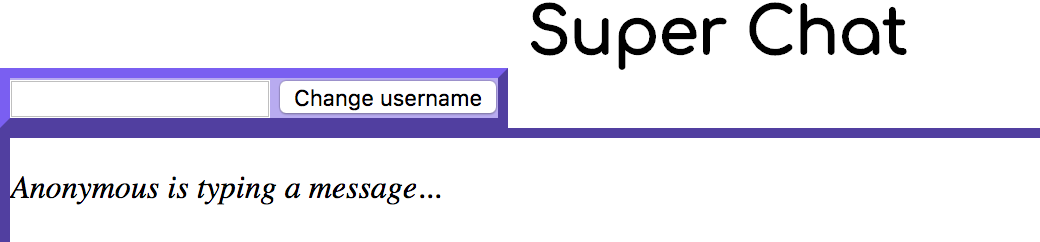 Super Chat
Change username
Anonymous is typing a message...